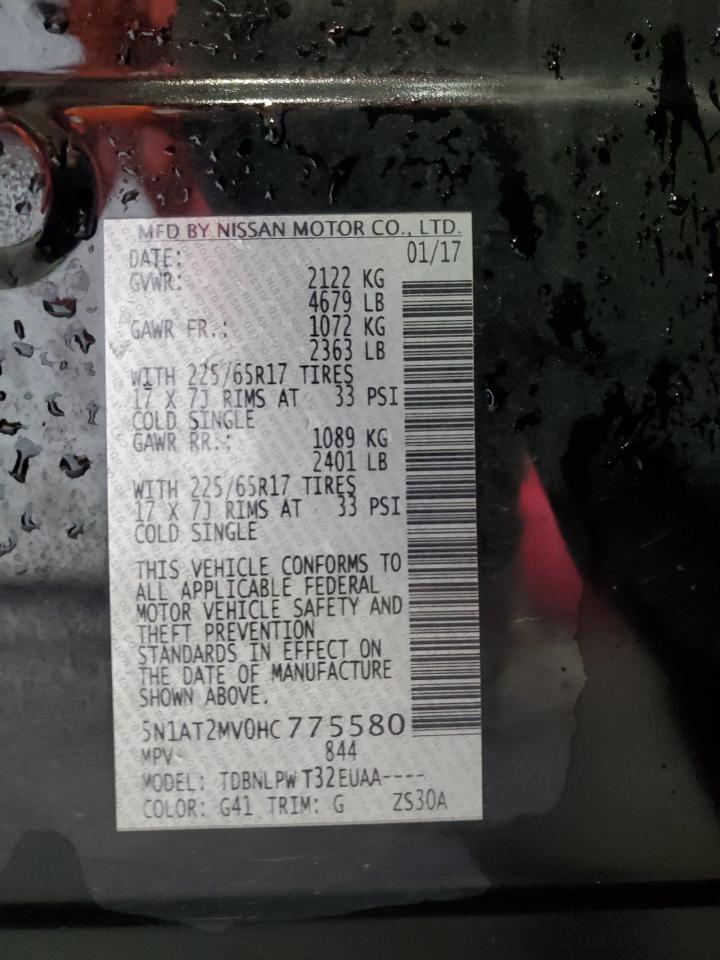 MFD BY NISSAN MOTOR CO., LTD.
DATE: 01/17
GVWR: 2122 KG
4679 LB
GAWR FR.: 1072 KG
2363 LB
WITH 225/65R17 TIRES
17 X 7J RIMS AT 33 PSI
COLD SINGLE
GAWR RR.: 1089 KG
2401 LB
WITH 225/65R17 TIRES
17 X 7J RIMS AT 33 PSI
COLD SINGLE
THIS VEHICLE CONFORMS TO
ALL APPLICABLE FEDERAL
MOTOR VEHICLE SAFETY AND
THEFT PREVENTION
STANDARDS IN EFFECT ON
THE DATE OF MANUFACTURE
SHOWN ABOVE.
5N1AT2MV0HC775580
MPV 844
MODEL: TDBNLPWT32EUAA----
COLOR: G41 TRIM: G ZS30A